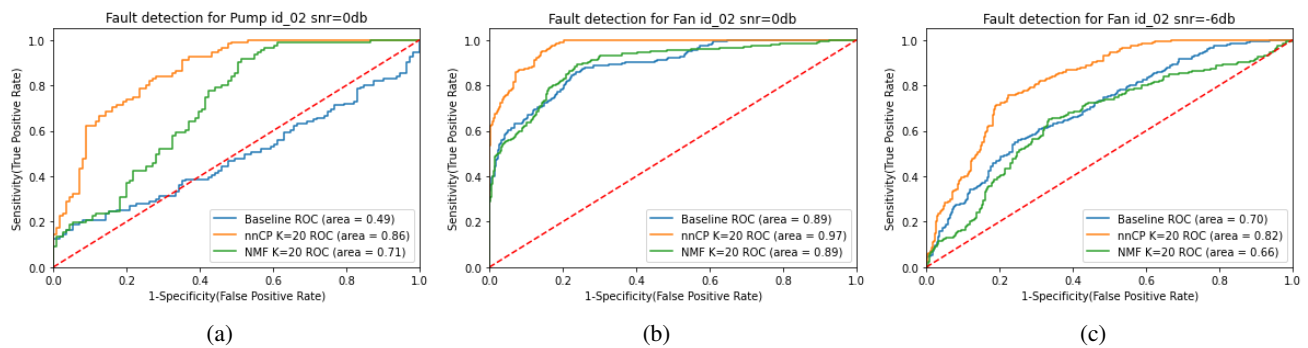 Fault detection for Pump id_02 snr=0db
Sensitivity(True Positive Rate)
1.0
0.8
0.6
0.4
0.2
0.0
0.0 0.2 0.4 0.6 0.8 1.0
1-Specificity(False Positive Rate)
Baseline ROC (area = 0.49)
nnCP K=20 ROC (area = 0.86)
NMF K=20 ROC (area = 0.71)
(a)
Fault detection for Fan id_02 snr=0db
Sensitivity(True Positive Rate)
1.0
0.8
0.6
0.4
0.2
0.0
0.0 0.2 0.4 0.6 0.8 1.0
1-Specificity(False Positive Rate)
Baseline ROC (area = 0.89)
nnCP K=20 ROC (area = 0.97)
NMF K=20 ROC (area = 0.89)
(b)
Fault detection for Fan id_02 snr=-6db
Sensitivity(True Positive Rate)
1.0
0.8
0.6
0.4
0.2
0.0
0.0 0.2 0.4 0.6 0.8 1.0
1-Specificity(False Positive Rate)
Baseline ROC (area = 0.70)
nnCP K=20 ROC (area = 0.82)
NMF K=20 ROC (area = 0.66)
(c)